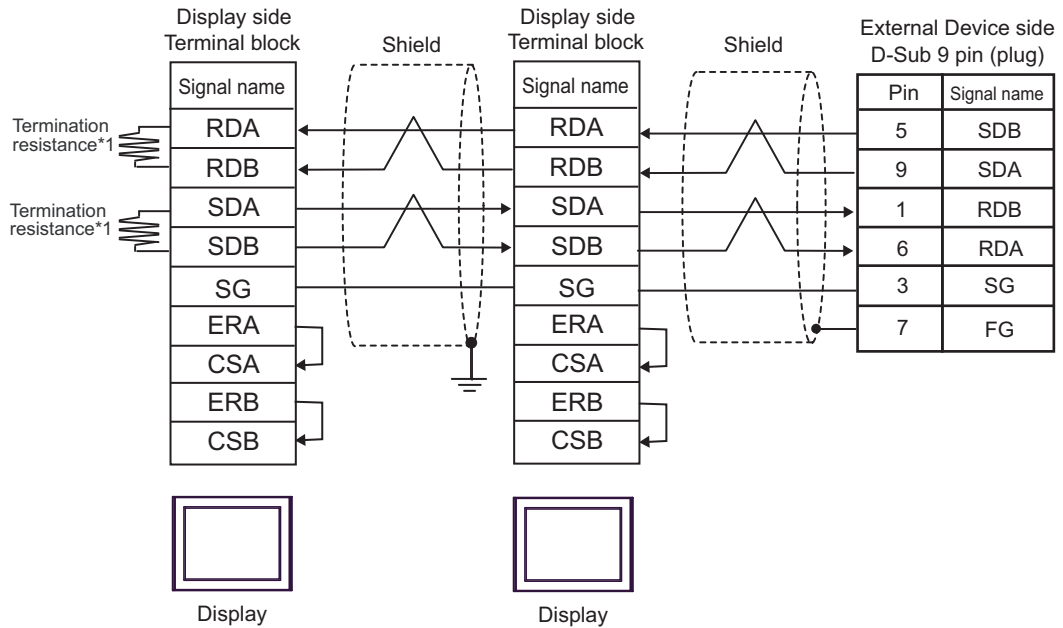 Display side
Terminal block
Shield
Display side
Terminal block
Shield
External Device side
D-Sub 9 pin (plug)
Termination
resistance*1
Termination
resistance*1
Signal name
RDA
RDB
SDA
SDB
SG
ERA
CSA
ERB
CSB
Signal name
RDA
RDB
SDA
SDB
SG
ERA
CSA
ERB
CSB
Pin Signal name
5 SDB
9 SDA
1 RDB
6 RDA
3 SG
7 FG
Display
Display